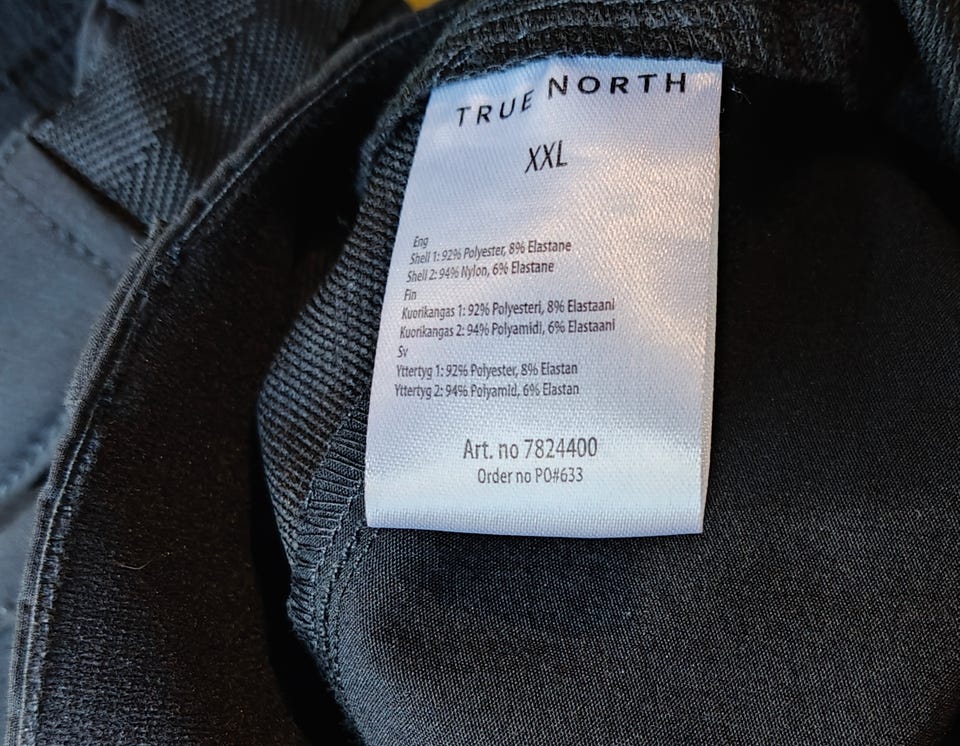 TRUE NORTH
XXL
Eng
Shell 1: 92% Polyester, 8% Elastane
Shell 2: 94% Nylon, 6% Elastane
Fin
Kuorikangas 1: 92% Polyesteri, 8% Elastaani
Kuorikangas 2: 94% Polyamidi, 6% Elastaani
Sv
Yttertyg 1: 92% Polyester, 8% Elastan
Yttertyg 2: 94% Polyamid, 6% Elastan
Art. no 7824400
Order no PO#633